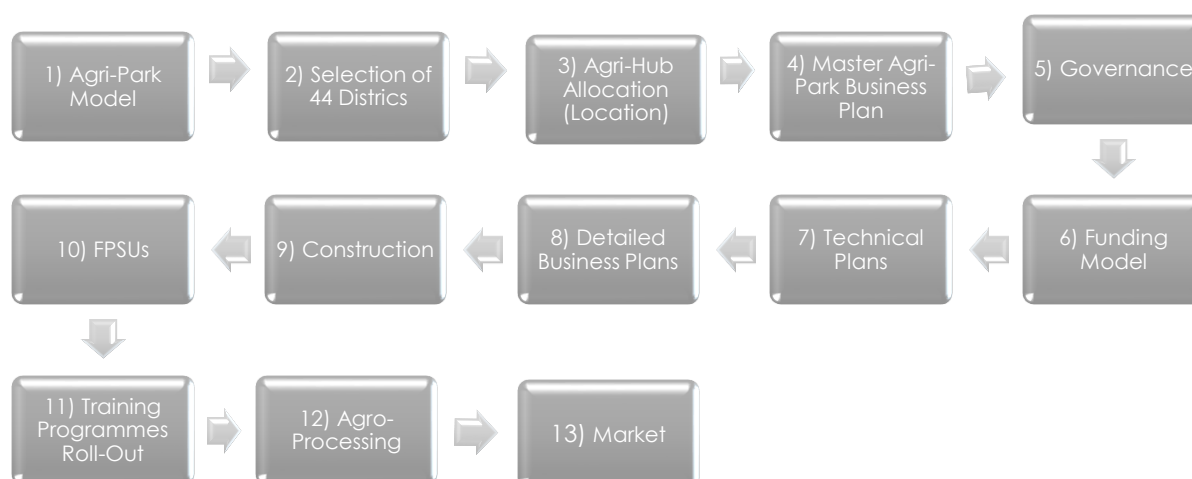 1) Agri-Park
Model
2) Selection of
44 Districs
3) Agri-Hub
Allocation
(Location)
4) Master Agri-
Park Business
Plan
5) Governance
6) Funding
Model
7) Technical
Plans
8) Detailed
Business Plans
9) Construction
10) FPSUs
11) Training
Programmes
Roll-Out
12) Agro-
Processing
13) Market